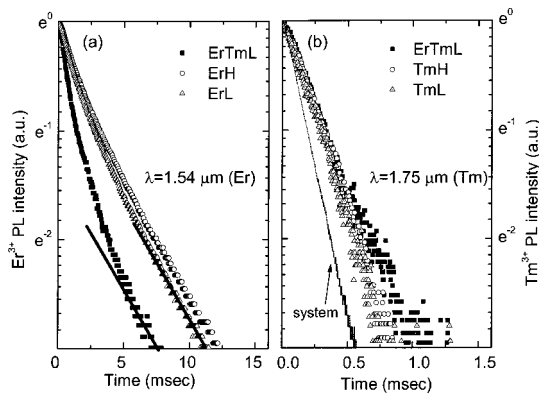 (a)
ErTmL
ErH
ErL
λ=1.54 μm (Er)
e⁰
e⁻¹
e⁻²
Er³⁺ PL intensity (a.u.)
0
5
10
15
Time (msec)
(b)
ErTmL
TmH
TmL
λ=1.75 μm (Tm)
system
e⁰
e⁻¹
e⁻²
Tm³⁺ PL intensity (a.u.)
0.0
0.5
1.0
1.5
Time (msec)